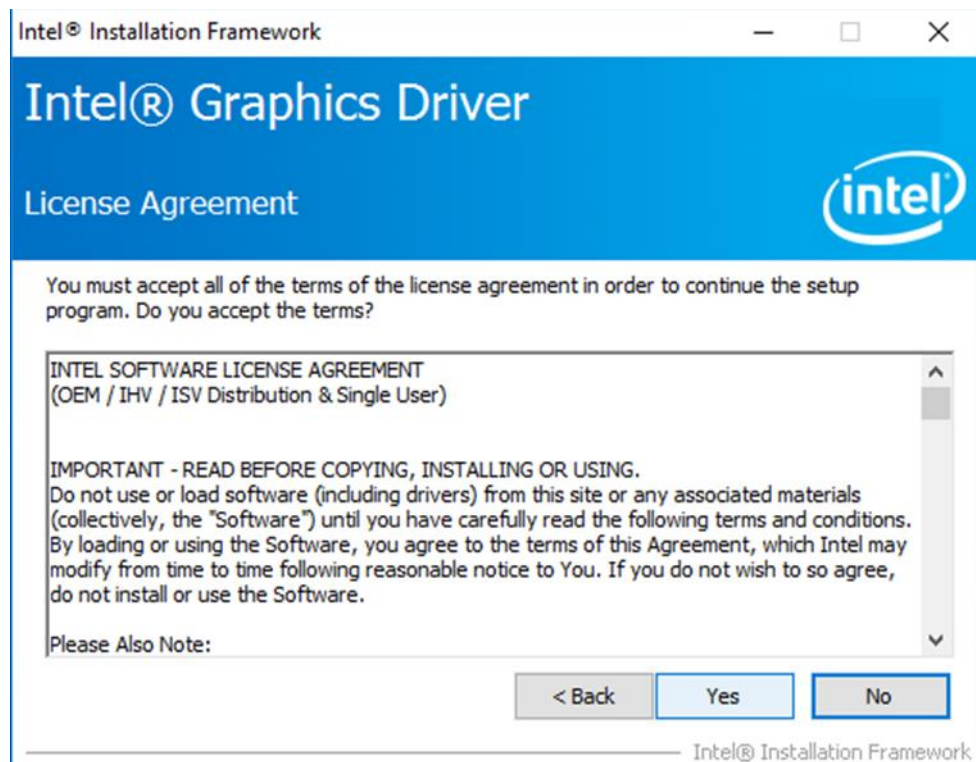 Intel® Installation Framework
Intel® Graphics Driver
License Agreement
intel
You must accept all of the terms of the license agreement in order to continue the setup
program. Do you accept the terms?
INTEL SOFTWARE LICENSE AGREEMENT
(OEM / IHV / ISV Distribution & Single User)
IMPORTANT - READ BEFORE COPYING, INSTALLING OR USING.
Do not use or load software (including drivers) from this site or any associated materials
(collectively, the "Software") until you have carefully read the following terms and conditions.
By loading or using the Software, you agree to the terms of this Agreement, which Intel may
modify from time to time following reasonable notice to You. If you do not wish to so agree,
do not install or use the Software.
Please Also Note:
< Back Yes No
Intel® Installation Framework